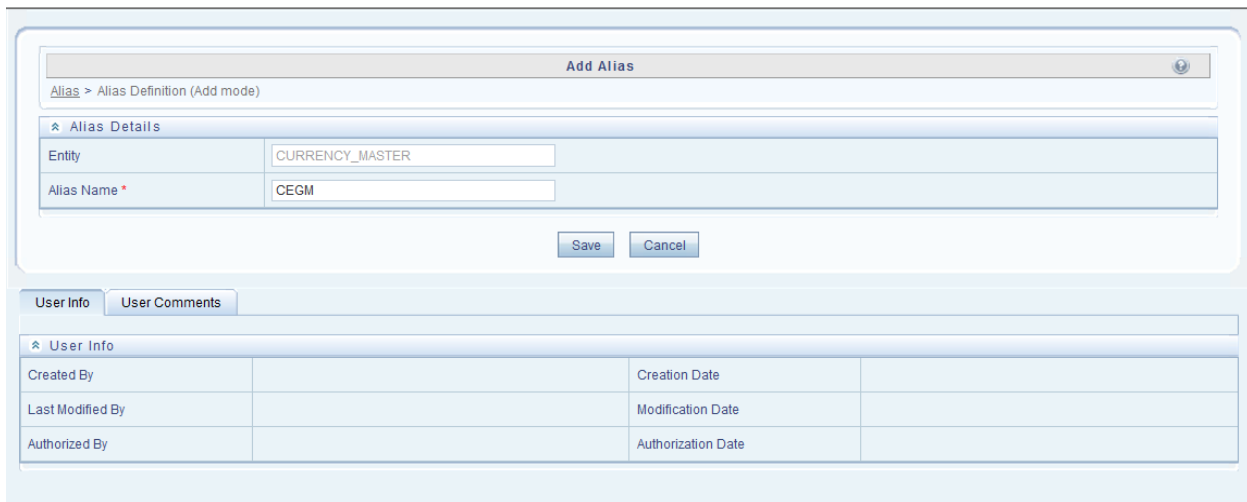 Add Alias
Alias > Alias Definition (Add mode)
Alias Details
Entity CURRENCY_MASTER
Alias Name * CEGM
Save Cancel
User Info User Comments
User Info
Created By Creation Date
Last Modified By Modification Date
Authorized By Authorization Date